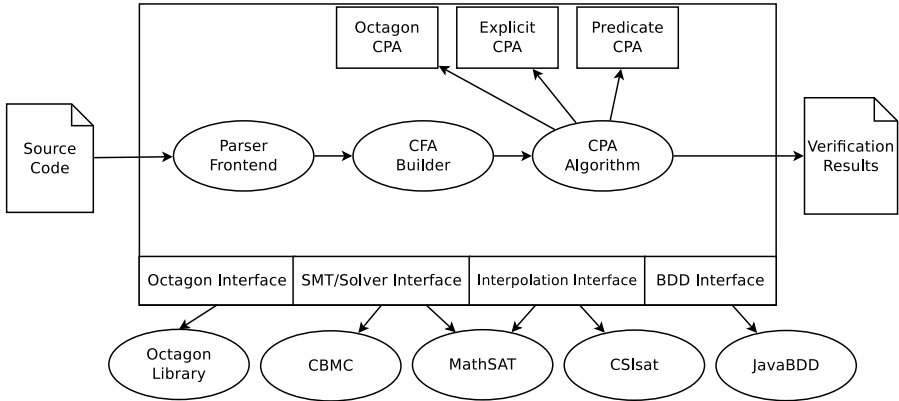 Octagon
CPA
Explicit
CPA
Predicate
CPA
Source
Code
Parser
Frontend
CFA
Builder
CPA
Algorithm
Verification
Results
Octagon Interface
SMT/Solver Interface
Interpolation Interface
BDD Interface
Octagon
Library
CBMC
MathSAT
CSIsat
JavaBDD